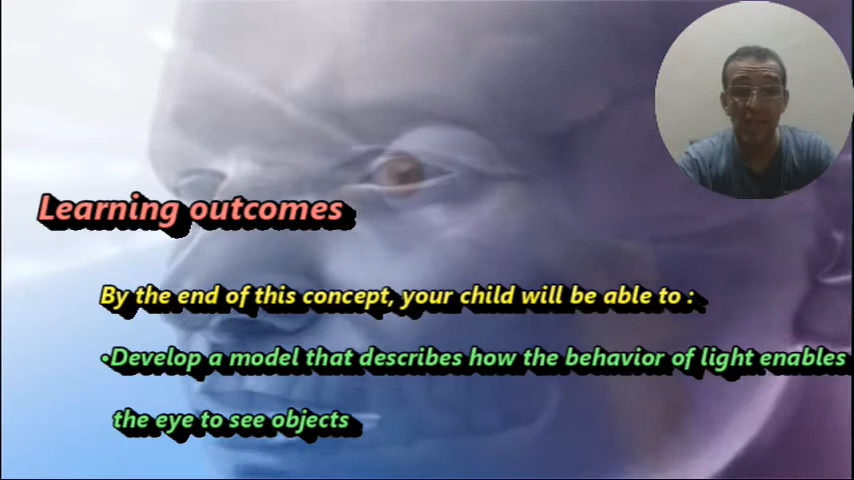 Learning outcomes
By the end of this concept, your child will be able to :
•Develop a model that describes how the behavior of light enables
the eye to see objects